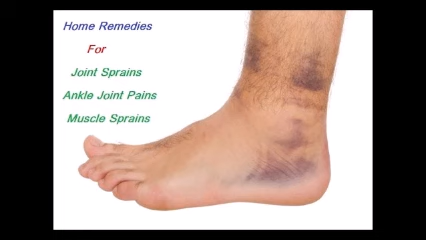 Home Remedies
For
Joint Sprains
Ankle Joint Pains
Muscle Sprains